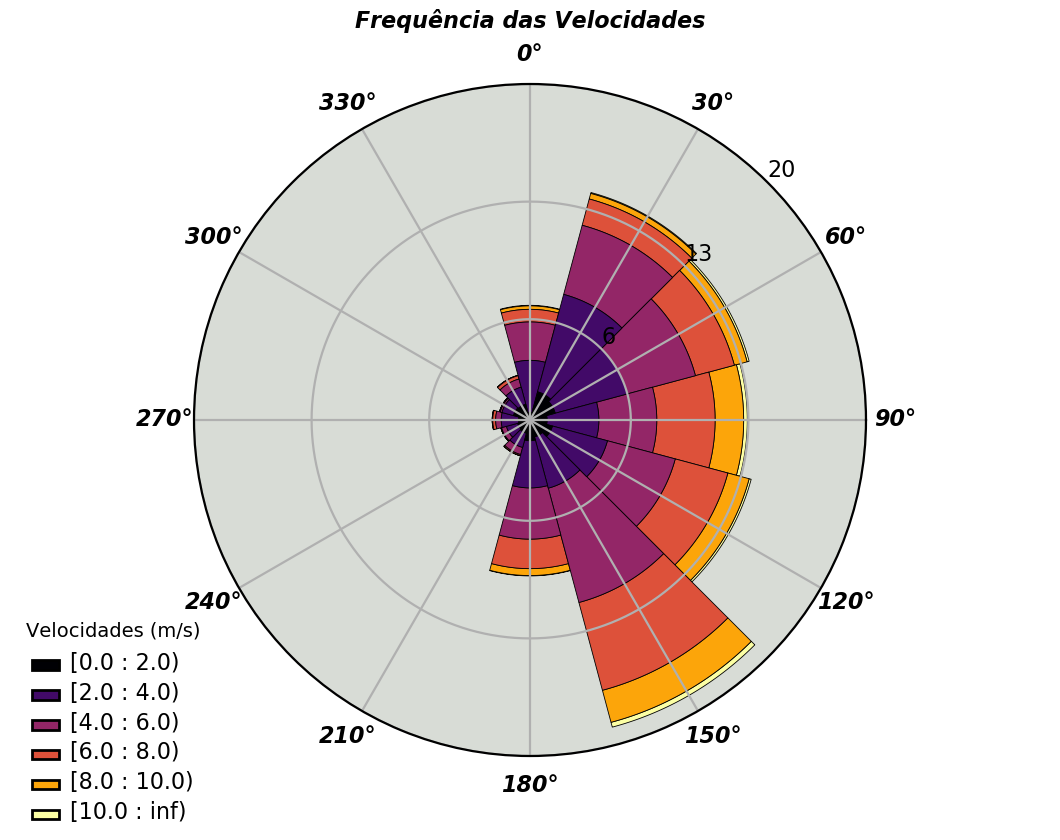 Frequência das Velocidades
0°
330°
30°
20
300°
60°
13
6
270°
90°
240°
120°
210°
150°
180°
Velocidades (m/s)
[0.0 : 2.0)
[2.0 : 4.0)
[4.0 : 6.0)
[6.0 : 8.0)
[8.0 : 10.0)
[10.0 : inf)